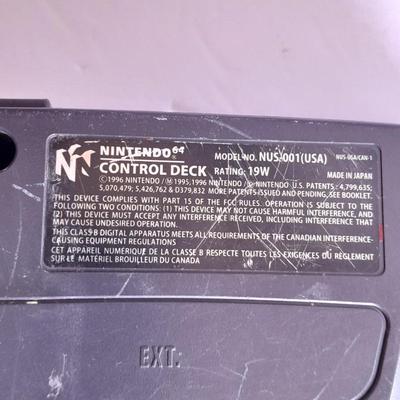 NINTENDO 64 MODEL NO. NUS-001(USA) NUS-USA/CAN-1
CONTROL DECK RATING: 19W MADE IN JAPAN
©1996 NINTENDO / Ⓜ 1995,1996 NINTENDO / NINTENDO U.S. PATENTS: 4,799,635;
5,070,479; 5,426,762 & D379,832 MORE PATENTS ISSUED AND PENDING, SEE BOOKLET.
THIS DEVICE COMPLIES WITH PART 15 OF THE FCC RULES. OPERATION IS SUBJECT TO THE
FOLLOWING TWO CONDITIONS: (1) THIS DEVICE MAY NOT CAUSE HARMFUL INTERFERENCE, AND
(2) THIS DEVICE MUST ACCEPT ANY INTERFERENCE RECEIVED, INCLUDING INTERFERENCE THAT
MAY CAUSE UNDESIRED OPERATION.
THIS CLASS B DIGITAL APPARATUS MEETS ALL REQUIREMENTS OF THE CANADIAN INTERFERENCE-
CAUSING EQUIPMENT REGULATIONS
CET APPAREIL NUMÉRIQUE DE LA CLASSE B RESPECTE TOUTES LES EXIGENCES DU RÈGLEMENT
SUR LE MATÉRIEL BROUILLEUR DU CANADA
EXT.